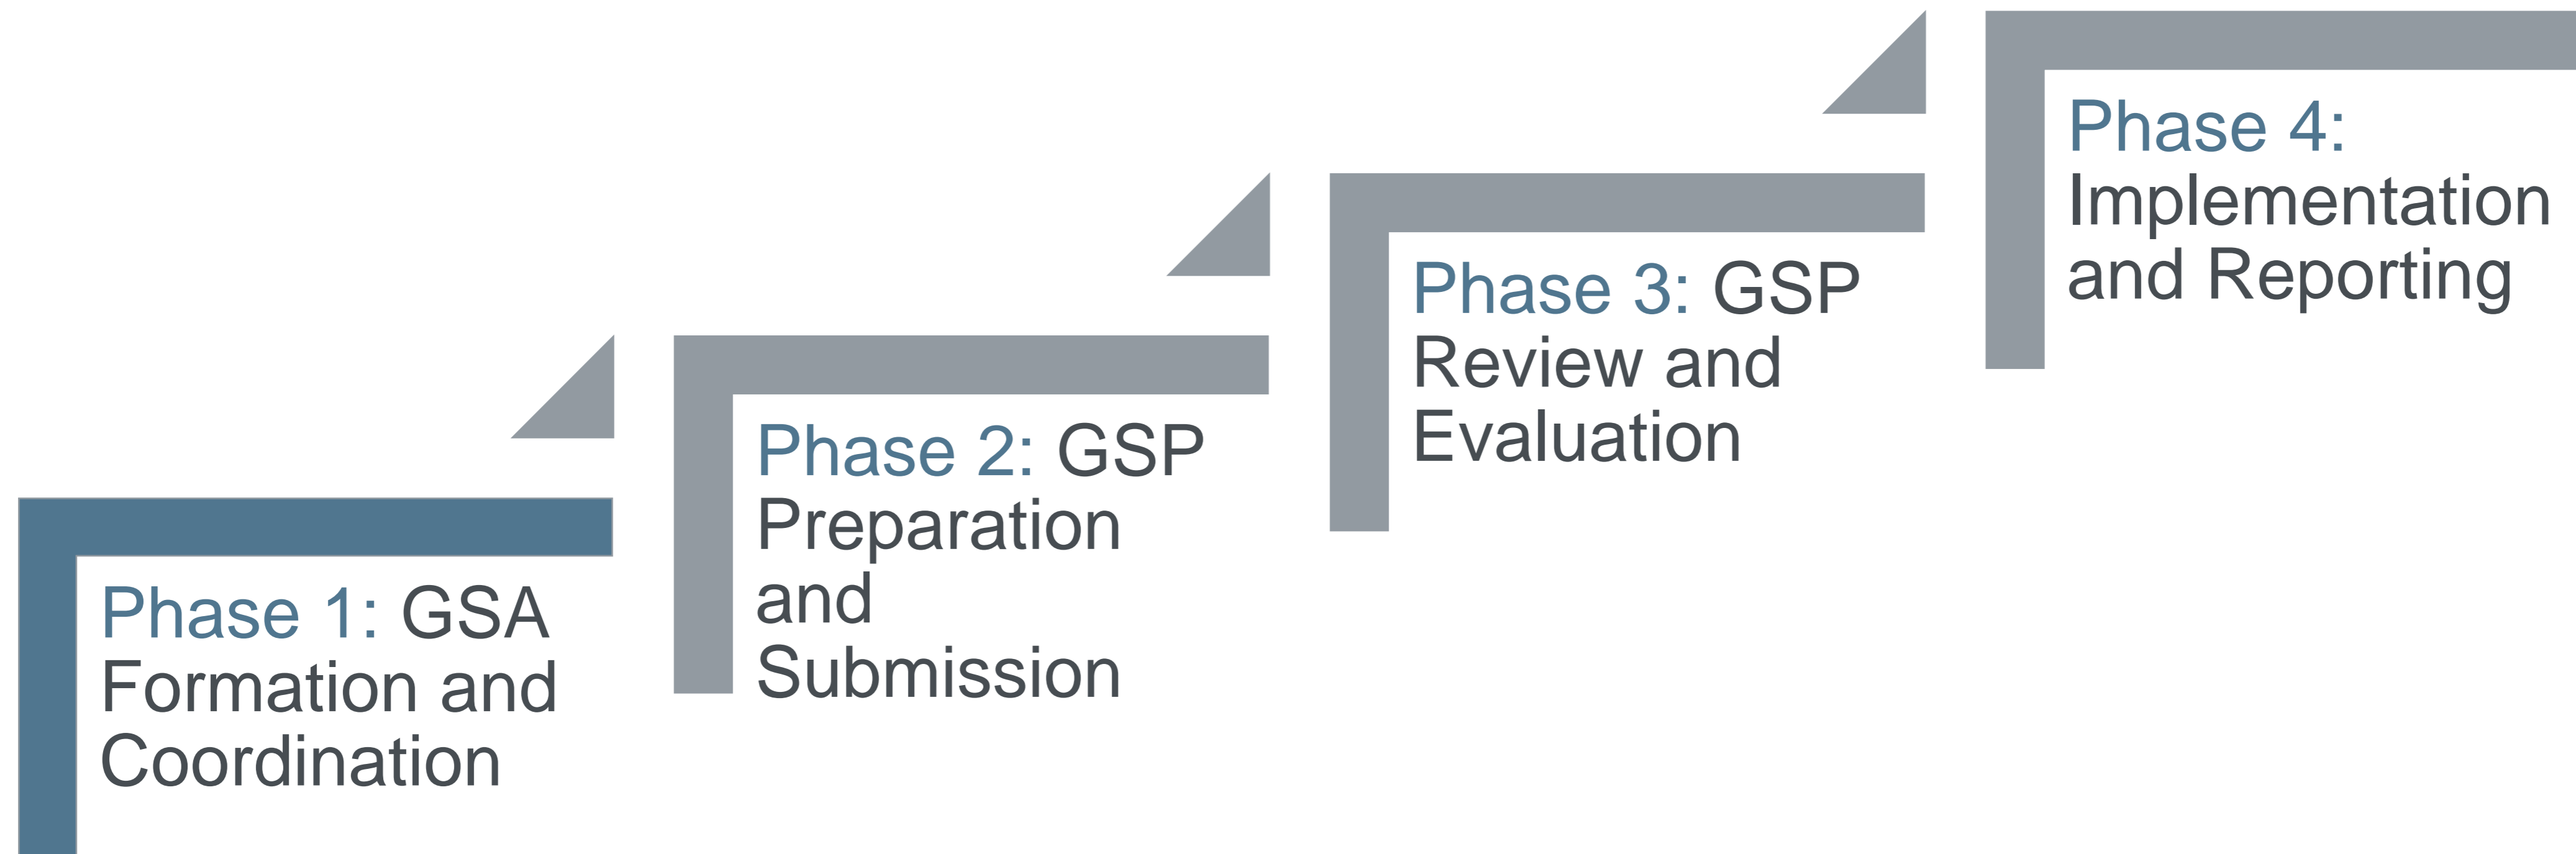 Phase 1: GSA
Formation and
Coordination
Phase 2: GSP
Preparation
and
Submission
Phase 3: GSP
Review and
Evaluation
Phase 4:
Implementation
and Reporting